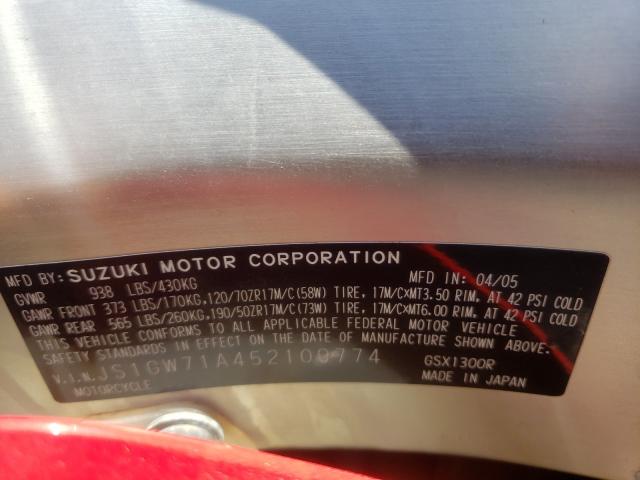 MFD BY: SUZUKI MOTOR CORPORATION MFD IN: 04/05
GVWR 938 LBS/430KG
GAWR FRONT 373 LBS/170KG,120/70ZR17M/C(58W) TIRE, 17M/C×MT3.50 RIM, AT 42 PSI COLD
GAWR REAR 565 LBS/260KG,190/50ZR17M/C(73W) TIRE, 17M/C×MT6.00 RIM, AT 42 PSI COLD
THIS VEHICLE CONFORMS TO ALL APPLICABLE FEDERAL MOTOR VEHICLE
SAFETY STANDARDS IN EFFECT ON THE DATE OF MANUFACTURE SHOWN ABOVE.
V.I.N. JS1GW71A452100774 GSX1300R
MOTORCYCLE MADE IN JAPAN